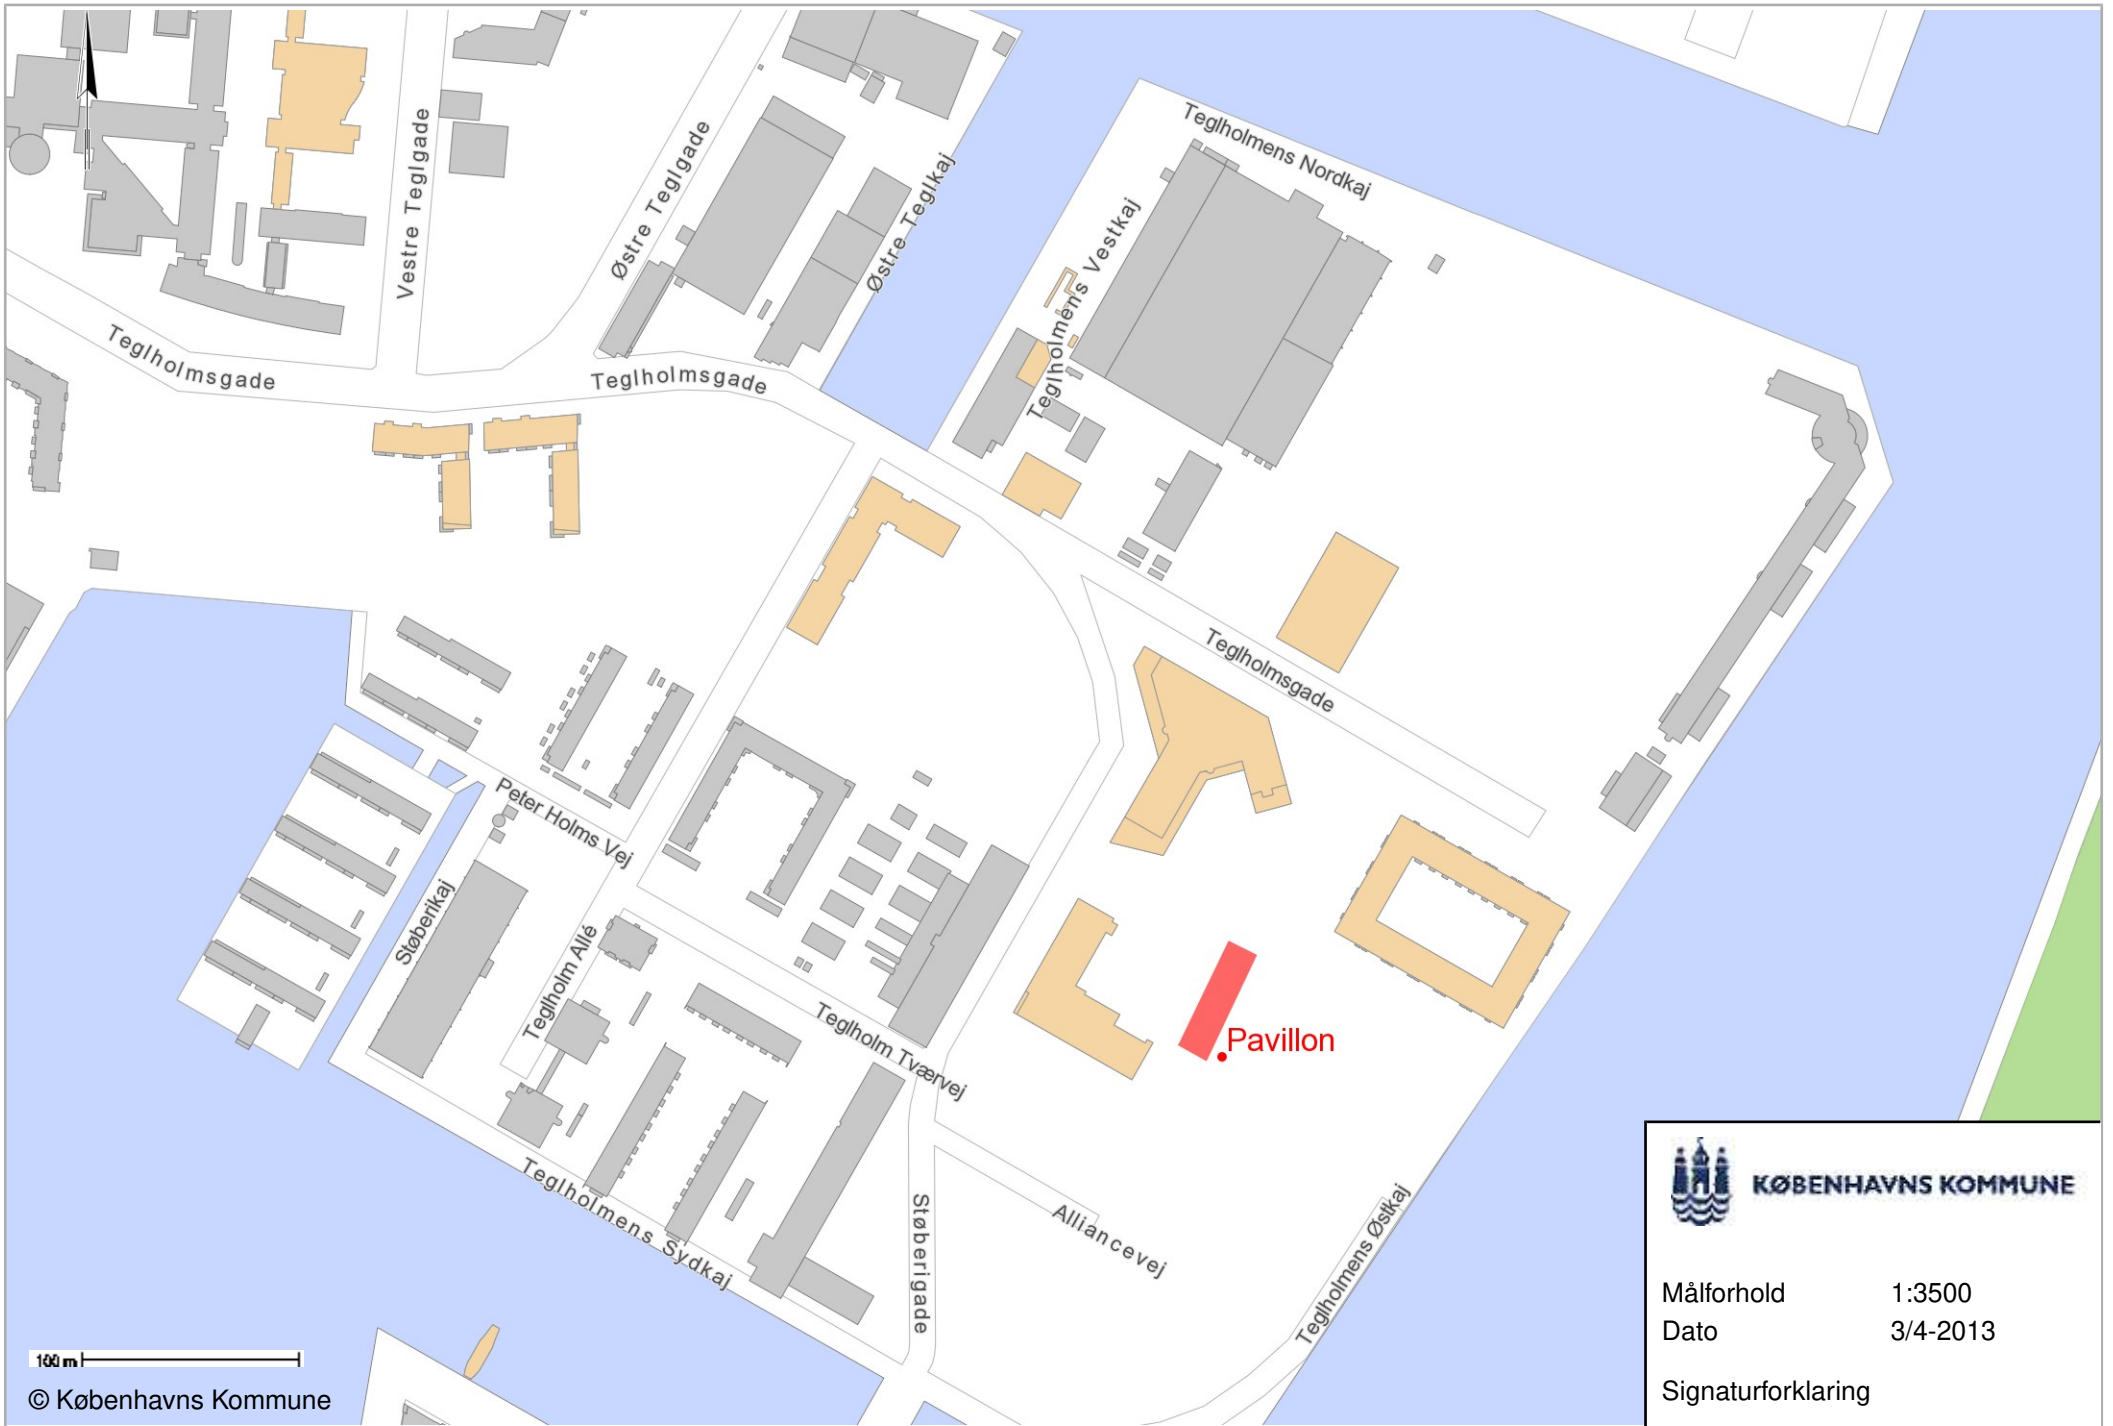 Teglholmens Nordkaj
Vestre Teglgade
Østre Teglgade
Østre Teglkaj
Teglholmens Vestkaj
Teglholmsgade
Teglholmsgade
Teglholmsgade
Peter Holms Vej
Støberikaj
Teglholm Allé
Teglholm Tværvej
Pavillon
Teglholmens Sydkaj
Støberigade
Alliancevej
Teglholmens Østkaj
100 m
© Københavns Kommune
KØBENHAVNS KOMMUNE
Målforhold 1:3500
Dato 3/4-2013
Signaturforklaring